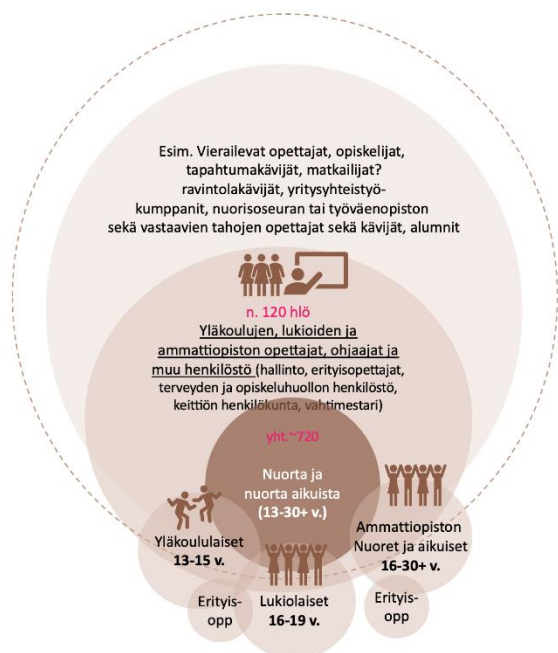 Esim. Vierailevat opettajat, opiskelijat,
tapahtumakävijät, matkailijat?
ravintolakävijät, yritysyhteistyö-
kumppanit, nuorisoseuran tai työväenopiston
sekä vastaavien tahojen opettajat sekä kävijät, alumnit
n. 120 hlö
Yläkoulujen, lukioiden ja
ammattiopiston opettajat, ohjaajat ja
muu henkilöstö (hallinto, erityisopettajat,
terveyden ja opiskeluhuollon henkilöstö,
keittiön henkilökunta, vahtimestari)
yht.~720
Nuorta ja
nuorta aikuista
(13-30+ v.)
Yläkoululaiset
13-15 v.
Erityis-
opp
Lukiolaiset
16-19 v.
Ammattiopiston
Nuoret ja aikuiset
16-30+ v.
Erityis-
opp